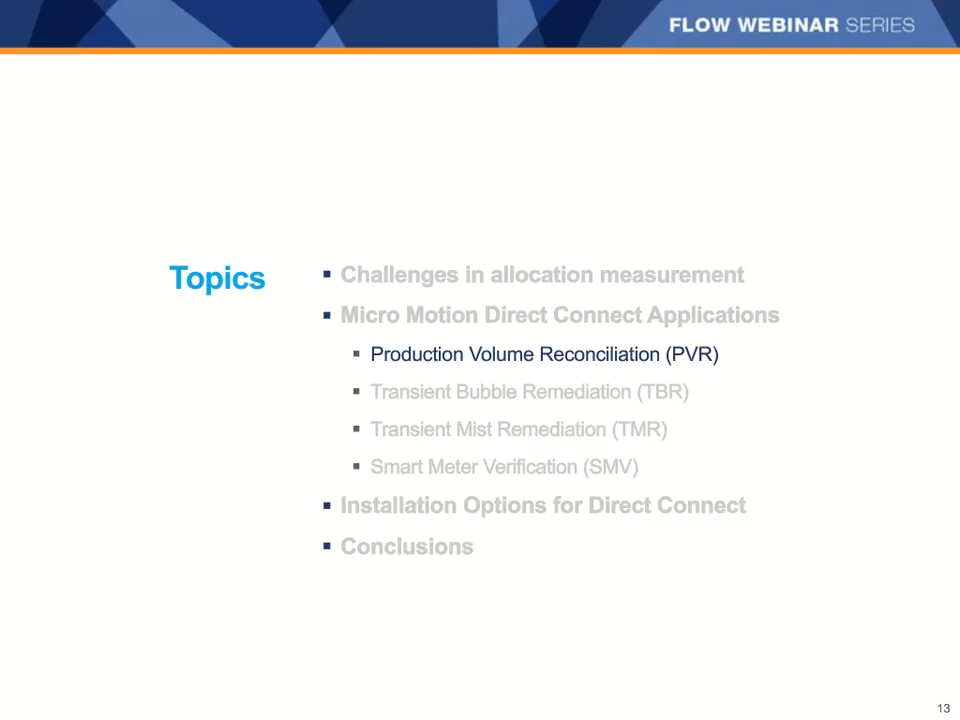 FLOW WEBINAR SERIES
Topics
Challenges in allocation measurement
Micro Motion Direct Connect Applications
Production Volume Reconciliation (PVR)
Transient Bubble Remediation (TBR)
Transient Mist Remediation (TMR)
Smart Meter Verification (SMV)
Installation Options for Direct Connect
Conclusions
13